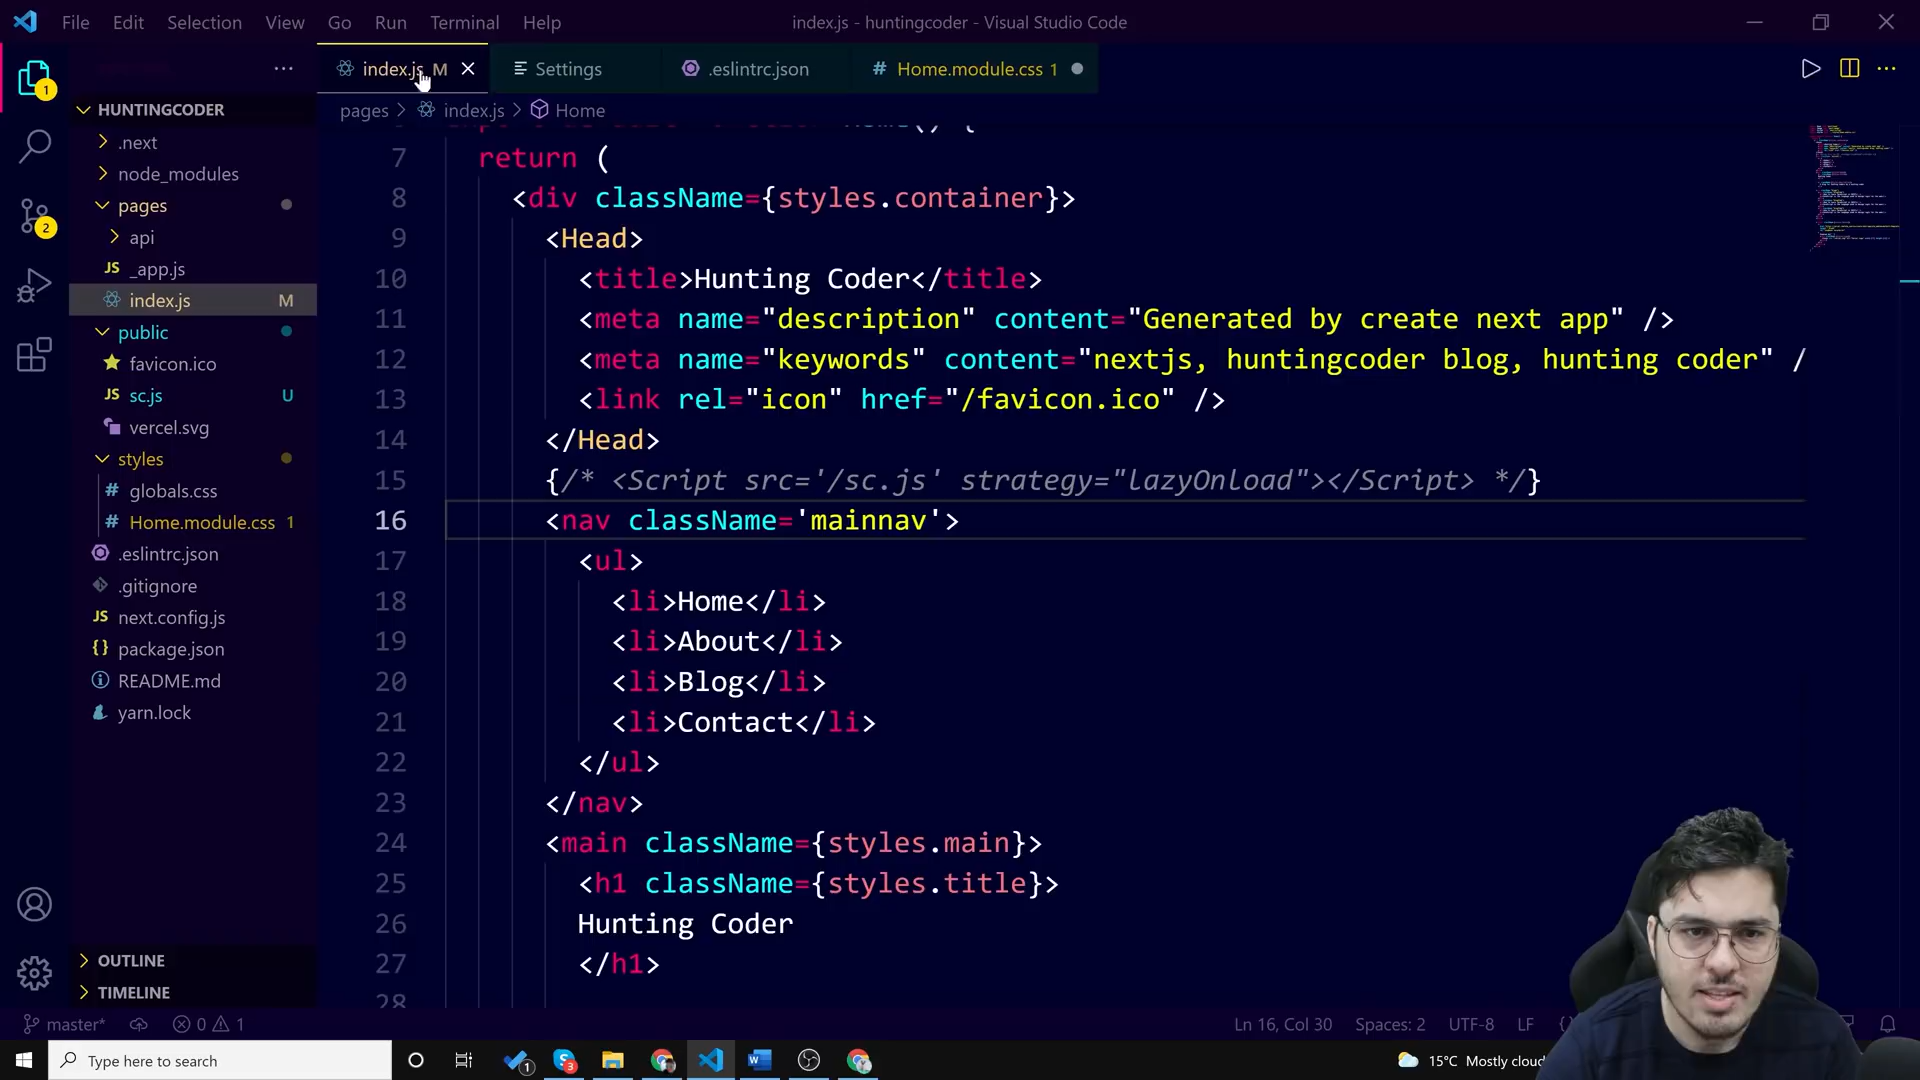 File Edit Selection View Go Run Terminal Help
index.js - huntingcoder - Visual Studio Code
index.js M
Settings
.eslintrc.json
Home.module.css 1
pages > index.js > Home
HUNTINGCODER
.next
node_modules
pages
api
JS _app.js
index.js M
public
favicon.ico
JS sc.js U
vercel.svg
styles
# globals.css
# Home.module.css 1
.eslintrc.json
.gitignore
JS next.config.js
{} package.json
README.md
yarn.lock
OUTLINE
TIMELINE
1
2
7 return (
8 <div className={styles.container}>
9 <Head>
10 <title>Hunting Coder</title>
11 <meta name="description" content="Generated by create next app" />
12 <meta name="keywords" content="nextjs, huntingcoder blog, hunting coder" /
13 <link rel="icon" href="/favicon.ico" />
14 </Head>
15 {/* <Script src='/sc.js' strategy="lazyOnload"></Script> */}
16 <nav className='mainnav'>
17 <ul>
18 <li>Home</li>
19 <li>About</li>
20 <li>Blog</li>
21 <li>Contact</li>
22 </ul>
23 </nav>
24 <main className={styles.main}>
25 <h1 className={styles.title}>
26 Hunting Coder
27 </h1>
28
master* 0 1
Ln 16, Col 30 Spaces: 2 UTF-8 LF
Type here to search
1
3
15°C Mostly cloud